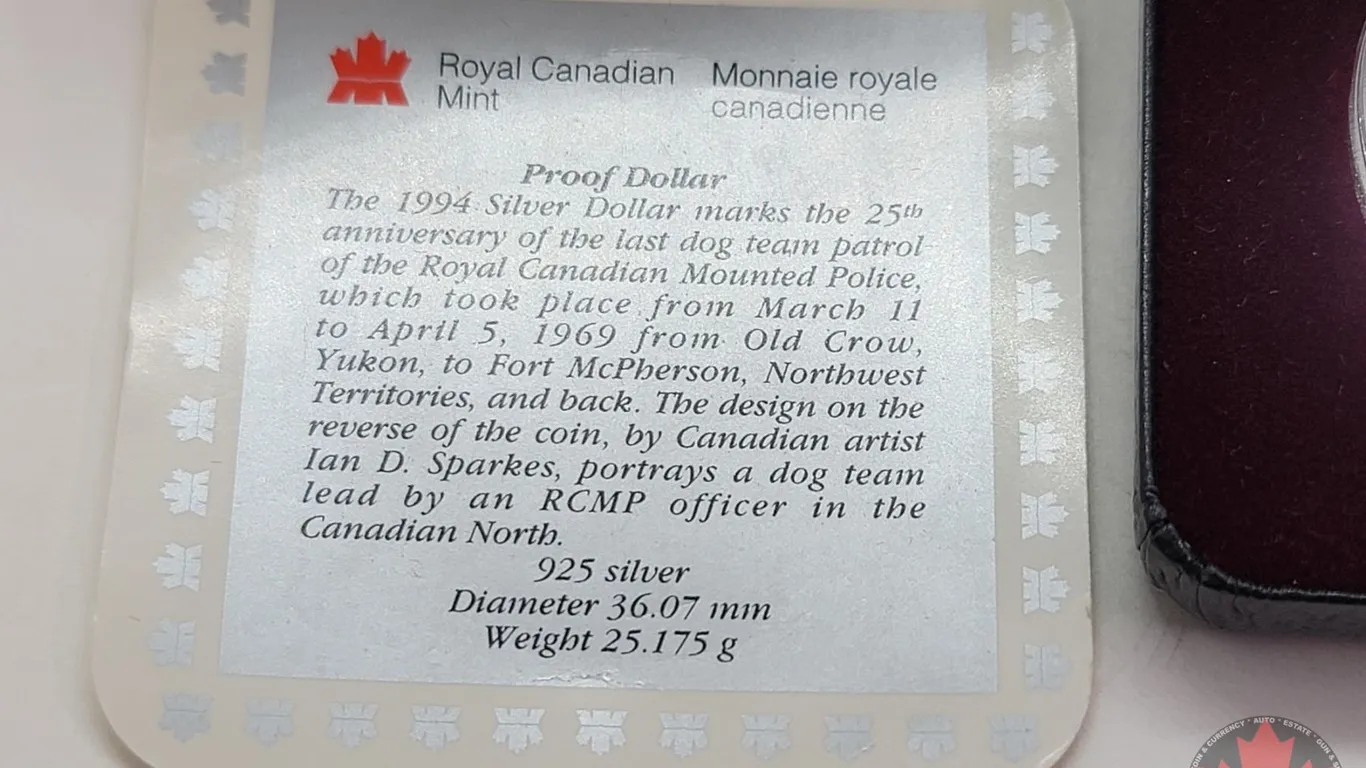 Royal Canadian Mint
Monnaie royale canadienne
Proof Dollar
The 1994 Silver Dollar marks the 25th
anniversary of the last dog team patrol
of the Royal Canadian Mounted Police,
which took place from March 11
to April 5, 1969 from Old Crow,
Yukon, to Fort McPherson, Northwest
Territories, and back. The design on the
reverse of the coin, by Canadian artist
Ian D. Sparkes, portrays a dog team
lead by an RCMP officer in the
Canadian North.
925 silver
Diameter 36.07 mm
Weight 25.175 g
& CURRENCY · AUTO · ESTATE · GUN &